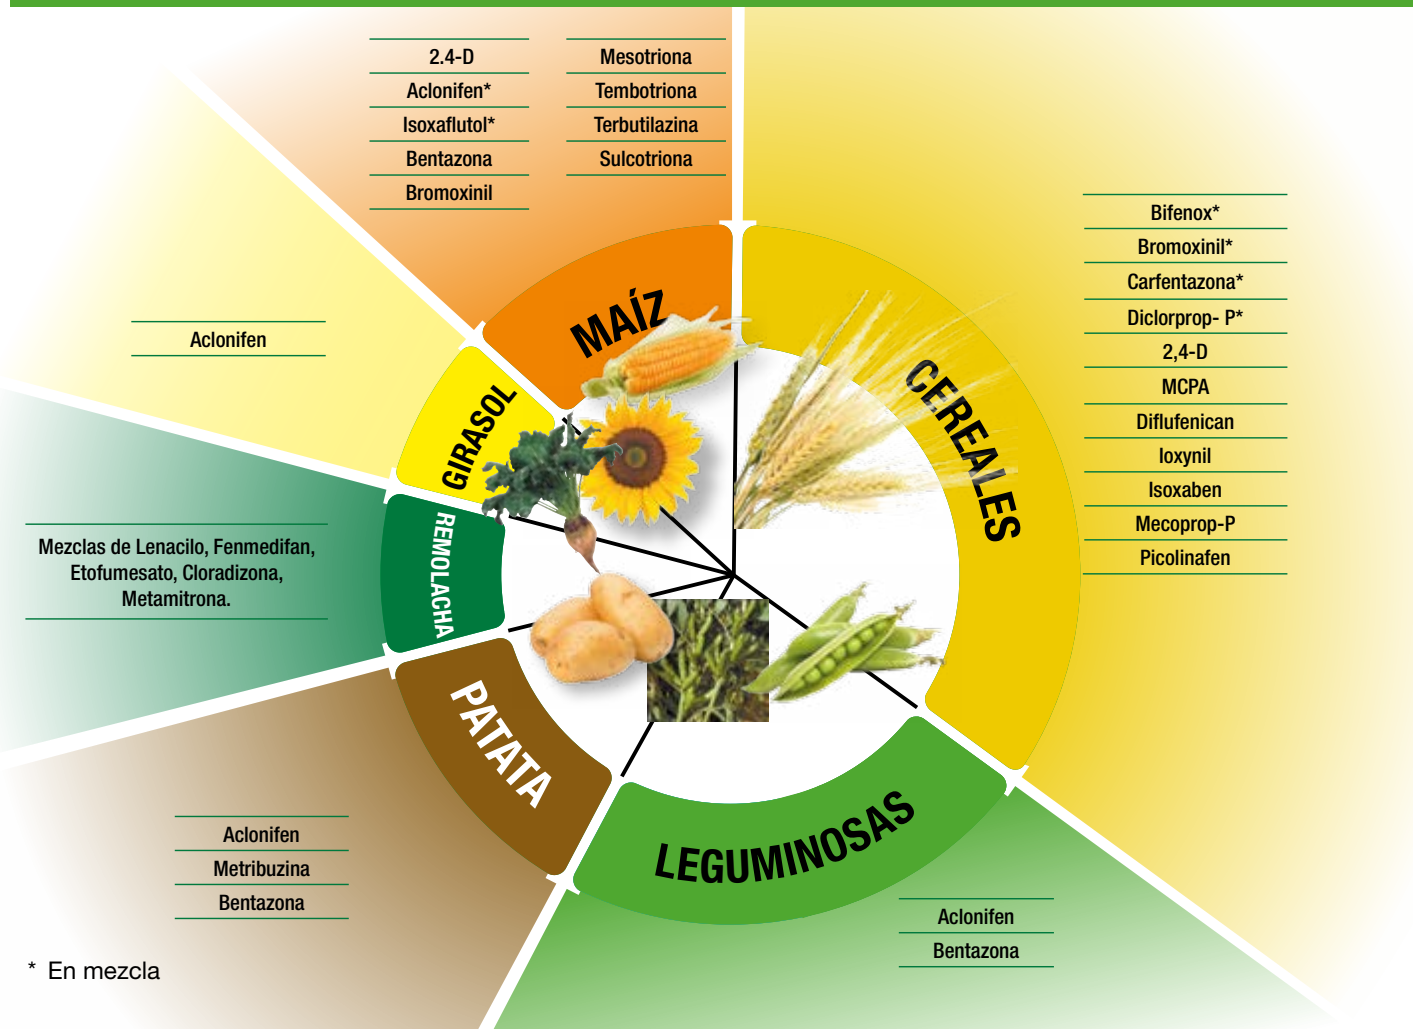 2.4-D
Aclonifen*
Isoxaflutol*
Bentazona
Bromoxinil
Mesotriona
Tembotriona
Terbutilazina
Sulcotriona
MAÍZ
Bifenox*
Bromoxinil*
Carfentazona*
Diclorprop- P*
2,4-D
MCPA
Diflufenican
Ioxynil
Isoxaben
Mecoprop-P
Picolinafen
CEREALES
Aclonifen
GIRASOL
Mezclas de Lenacilo, Fenmedifan,
Etofumesato, Cloradizona,
Metamitrona.
REMOLACHA
PATATA
Aclonifen
Metribuzina
Bentazona
LEGUMINOSAS
Aclonifen
Bentazona
* En mezcla